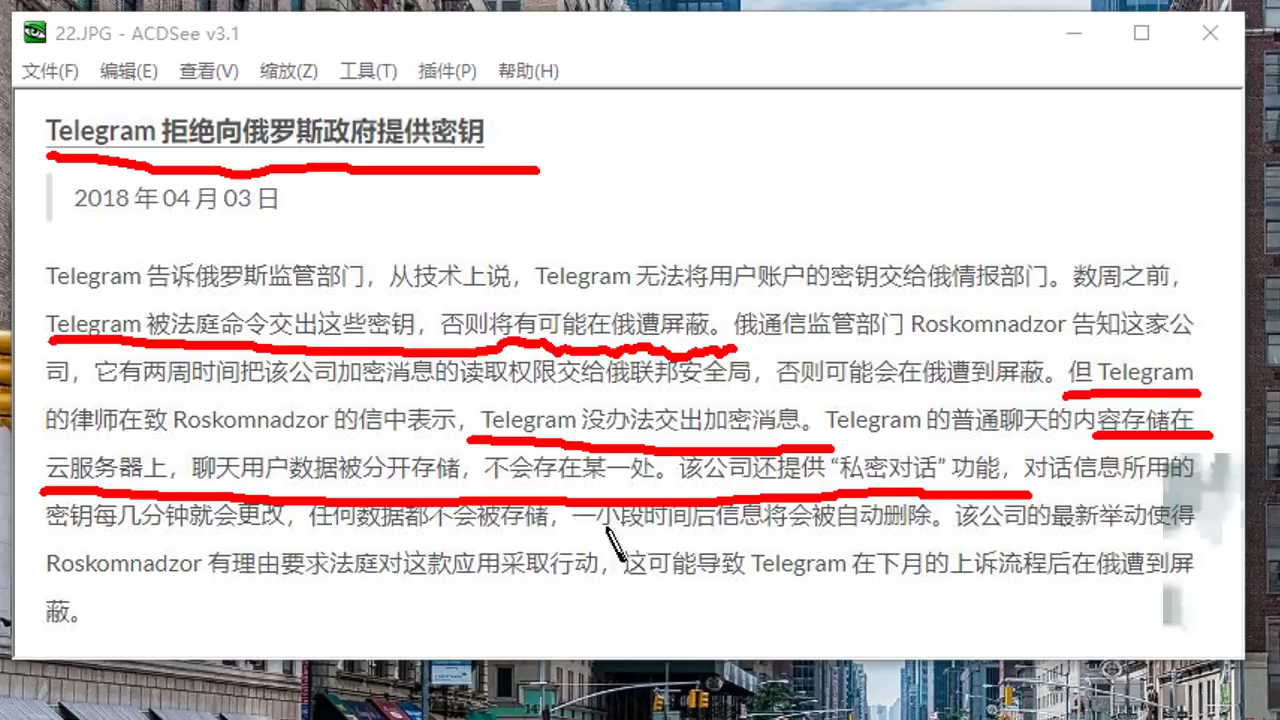 22.JPG - ACDSee v3.1
文件(F) 编辑(E) 查看(V) 缩放(Z) 工具(T) 插件(P) 帮助(H)
Telegram 拒绝向俄罗斯政府提供密钥
2018 年 04 月 03 日
Telegram 告诉俄罗斯监管部门，从技术上说，Telegram 无法将用户账户的密钥交给俄情报部门。数周之前，
Telegram 被法庭命令交出这些密钥，否则将有可能在俄遭屏蔽。俄通信监管部门 Roskomnadzor 告知这家公
司，它有两周时间把该公司加密消息的读取权限交给俄联邦安全局，否则可能会在俄遭到屏蔽。但 Telegram
的律师在致 Roskomnadzor 的信中表示，Telegram 没办法交出加密消息。Telegram 的普通聊天的内容存储在
云服务器上，聊天用户数据被分开存储，不会存在某一处。该公司还提供 “私密对话” 功能，对话信息所用的
密钥每几分钟就会更改，任何数据都不会被存储，一小段时间后信息将会被自动删除。该公司的最新举动使得
Roskomnadzor 有理由要求法庭对这款应用采取行动，这可能导致 Telegram 在下月的上诉流程后在俄遭到屏
蔽。